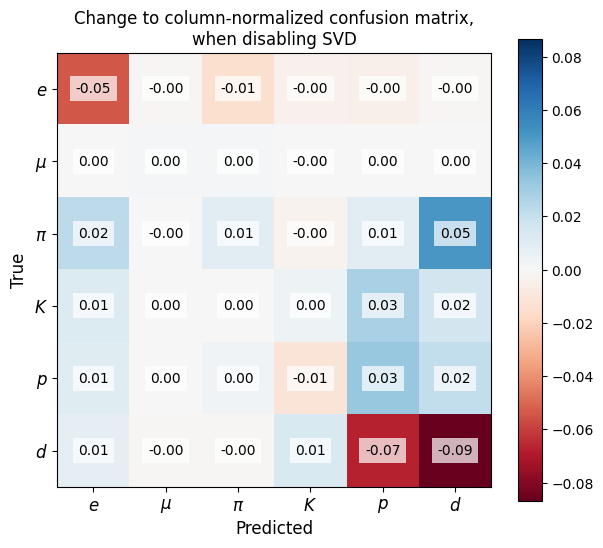 Change to column-normalized confusion matrix,
when disabling SVD
e -0.05 -0.00 -0.01 -0.00 -0.00 -0.00
μ 0.00 0.00 0.00 -0.00 0.00 0.00
π 0.02 -0.00 0.01 -0.00 0.01 0.05
K 0.01 0.00 0.00 0.00 0.03 0.02
p 0.01 0.00 0.00 -0.01 0.03 0.02
d 0.01 -0.00 -0.00 0.01 -0.07 -0.09
e μ π K p d
Predicted
True
0.08
0.06
0.04
0.02
0.00
−0.02
−0.04
−0.06
−0.08